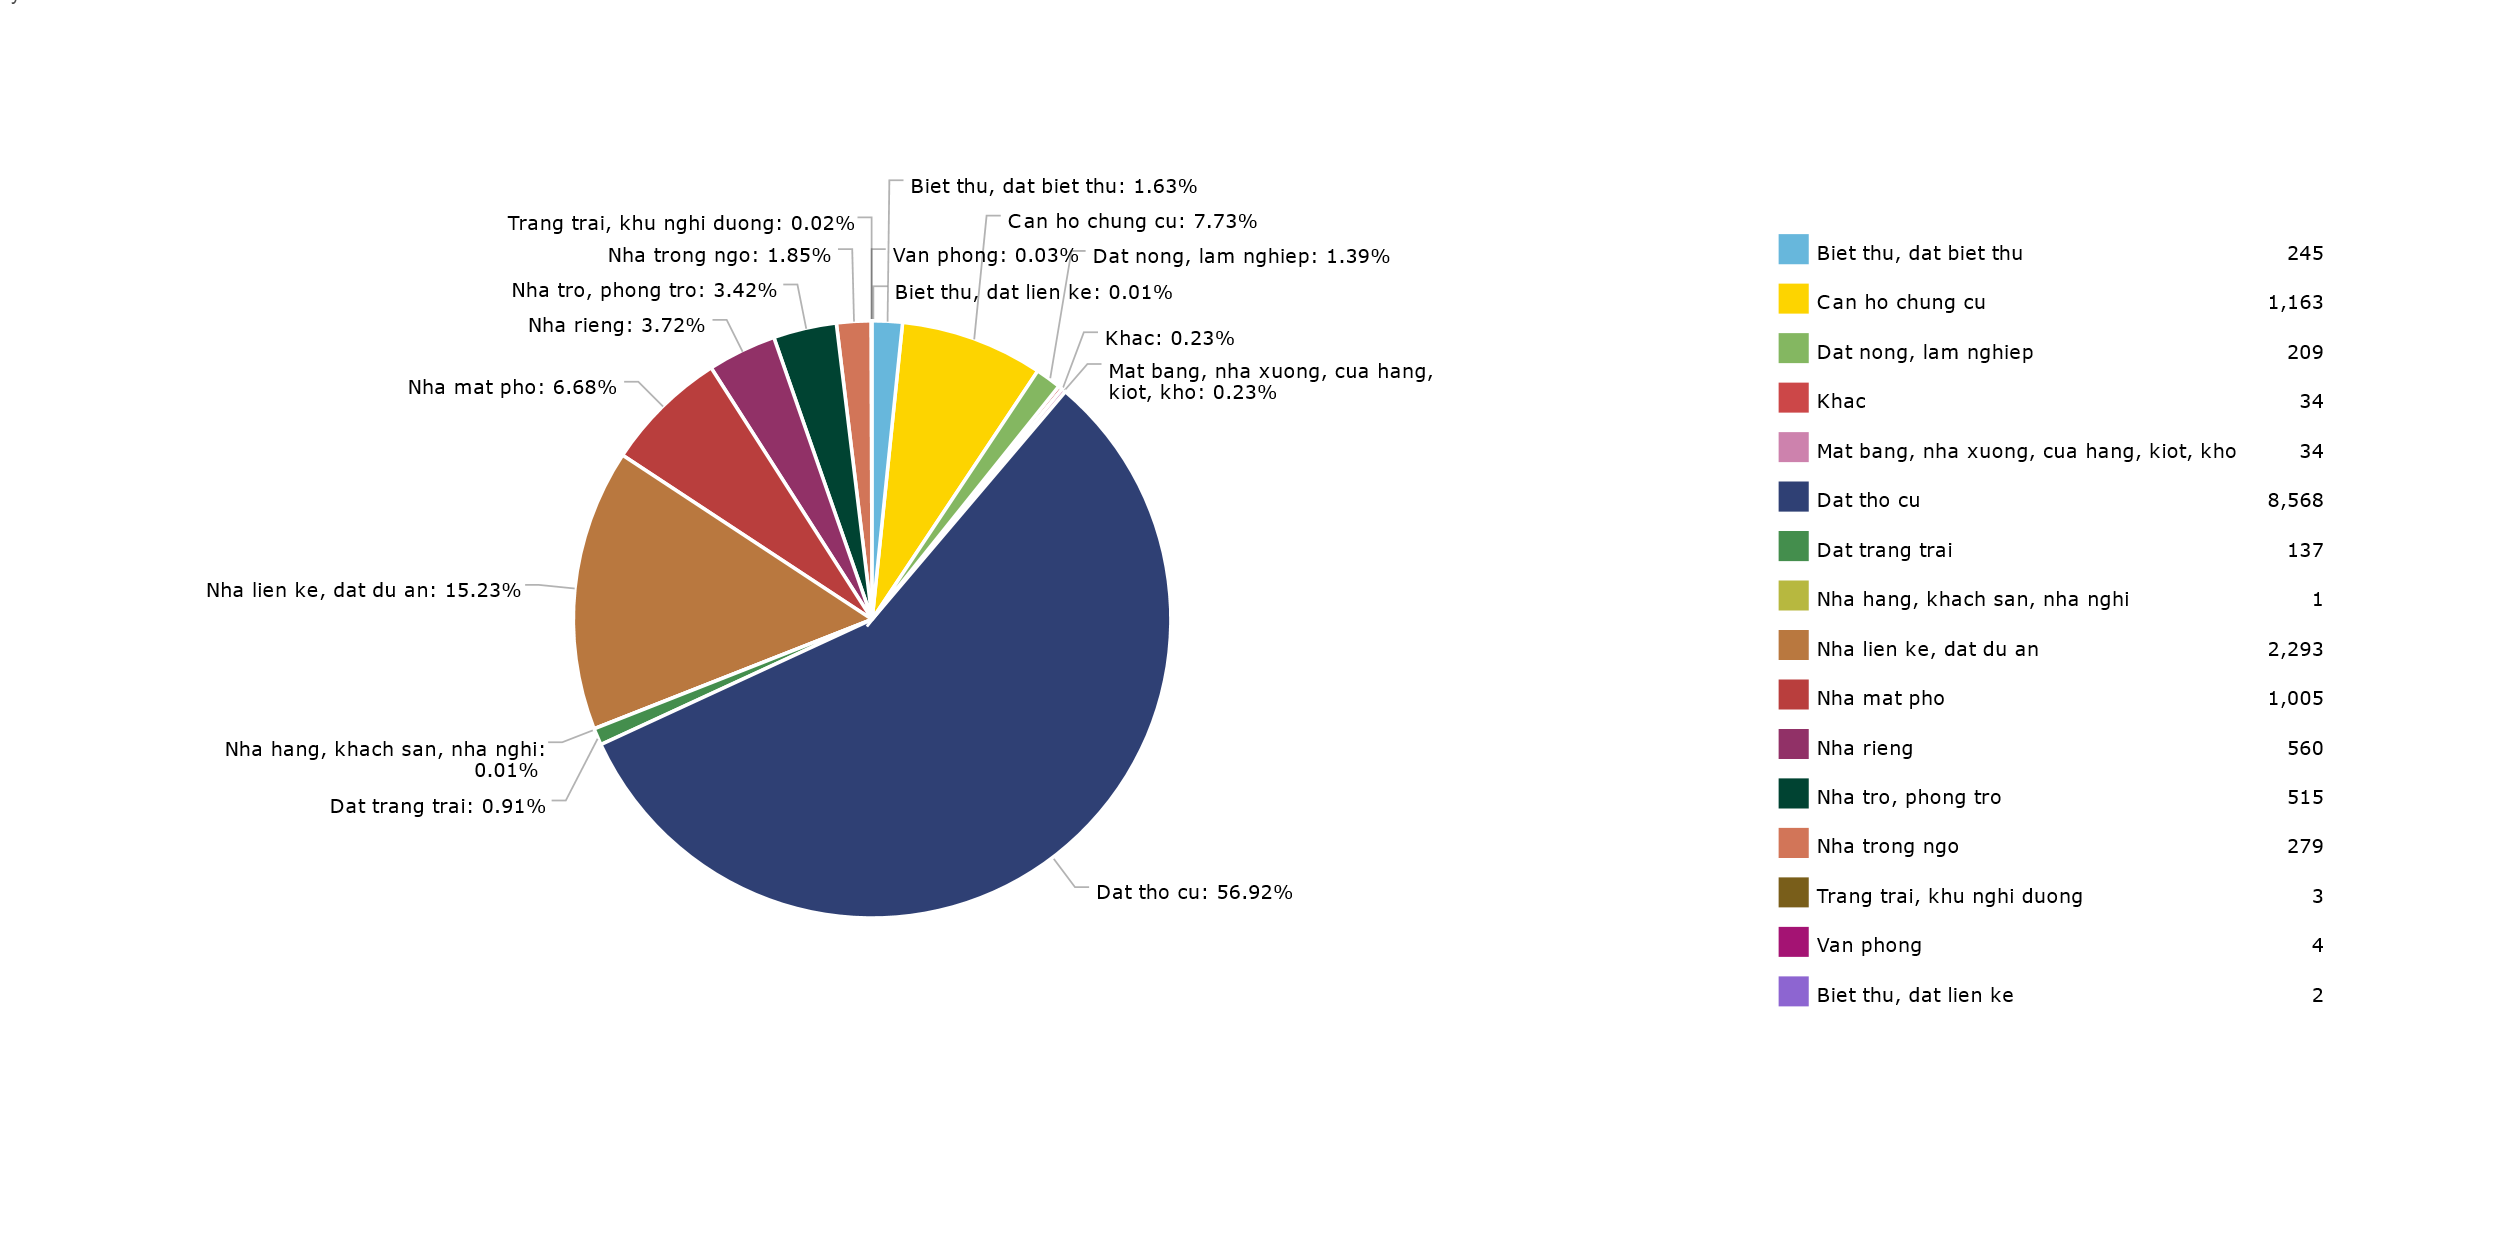 Biet thu, dat biet thu: 1.63%
Trang trai, khu nghi duong: 0.02%
Can ho chung cu: 7.73%
Nha trong ngo: 1.85%
Van phong: 0.03%
Dat nong, lam nghiep: 1.39%
Nha tro, phong tro: 3.42%
Biet thu, dat lien ke: 0.01%
Nha rieng: 3.72%
Khac: 0.23%
Mat bang, nha xuong, cua hang,
kiot, kho: 0.23%
Nha mat pho: 6.68%
Nha lien ke, dat du an: 15.23%
Nha hang, khach san, nha nghi:
0.01%
Dat trang trai: 0.91%
Dat tho cu: 56.92%
Biet thu, dat biet thu 245
Can ho chung cu 1,163
Dat nong, lam nghiep 209
Khac 34
Mat bang, nha xuong, cua hang, kiot, kho 34
Dat tho cu 8,568
Dat trang trai 137
Nha hang, khach san, nha nghi 1
Nha lien ke, dat du an 2,293
Nha mat pho 1,005
Nha rieng 560
Nha tro, phong tro 515
Nha trong ngo 279
Trang trai, khu nghi duong 3
Van phong 4
Biet thu, dat lien ke 2